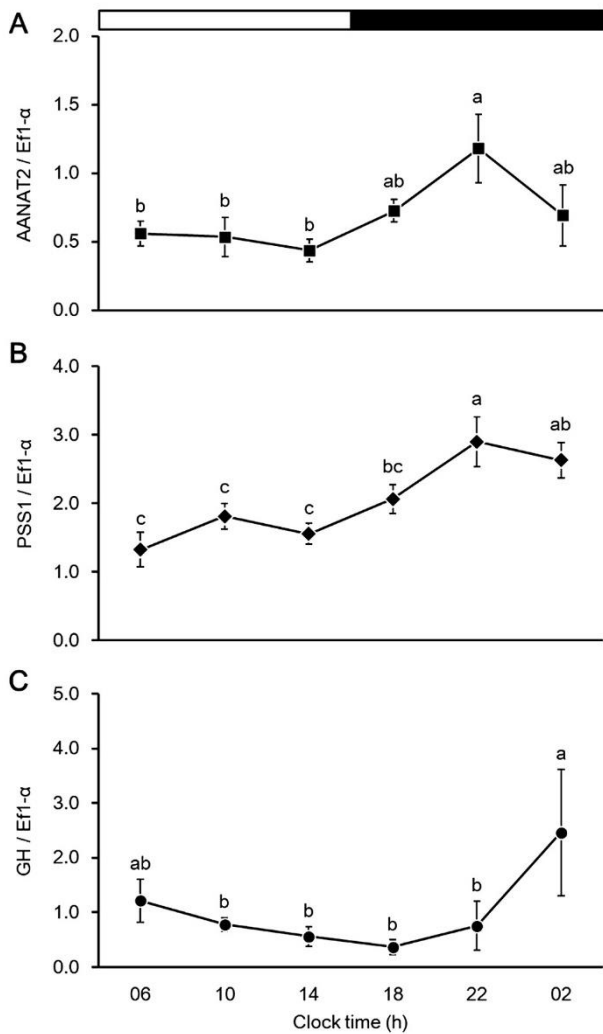 A
2.0
a
1.5
AANAT2 / Ef1-α
ab
ab
1.0
b
b
b
0.5
0.0
B
4.0
a
ab
3.0
PSS1 / Ef1-α
bc
c
c
2.0
c
1.0
0.0
C
5.0
4.0
a
GH / Ef1-α
3.0
2.0
ab
b
b
b
b
1.0
0.0
06 10 14 18 22 02
Clock time (h)